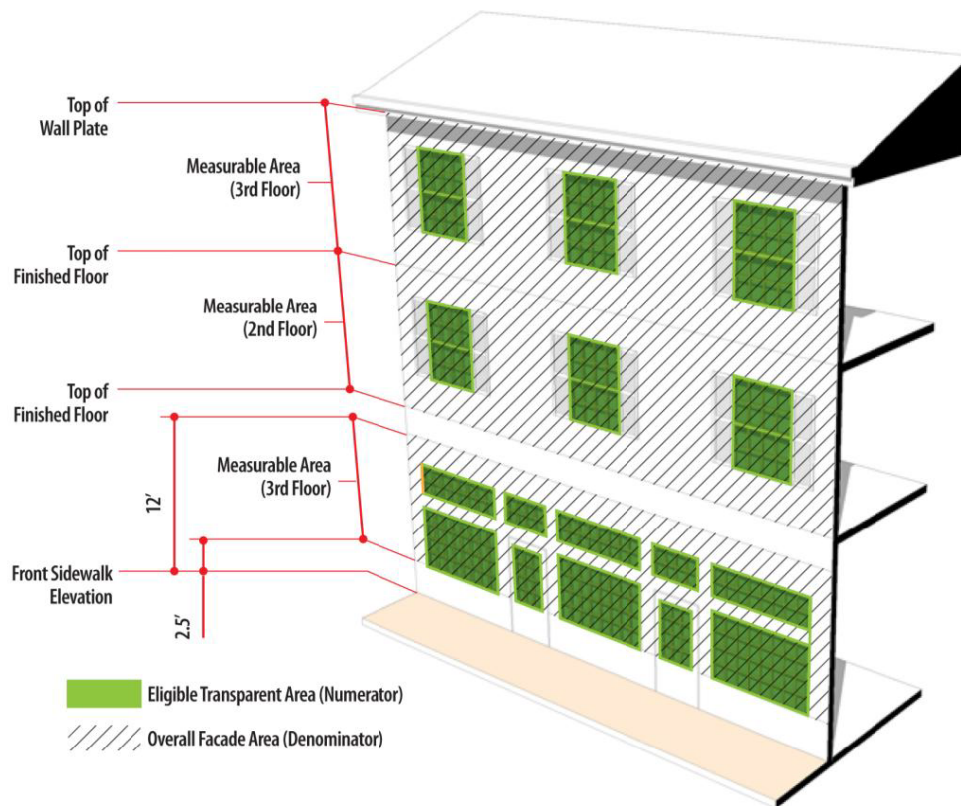 Top of
Wall Plate
Measurable Area
(3rd Floor)
Top of
Finished Floor
Measurable Area
(2nd Floor)
Top of
Finished Floor
Measurable Area
(3rd Floor)
12'
Front Sidewalk
Elevation
2.5'
Eligible Transparent Area (Numerator)
Overall Facade Area (Denominator)